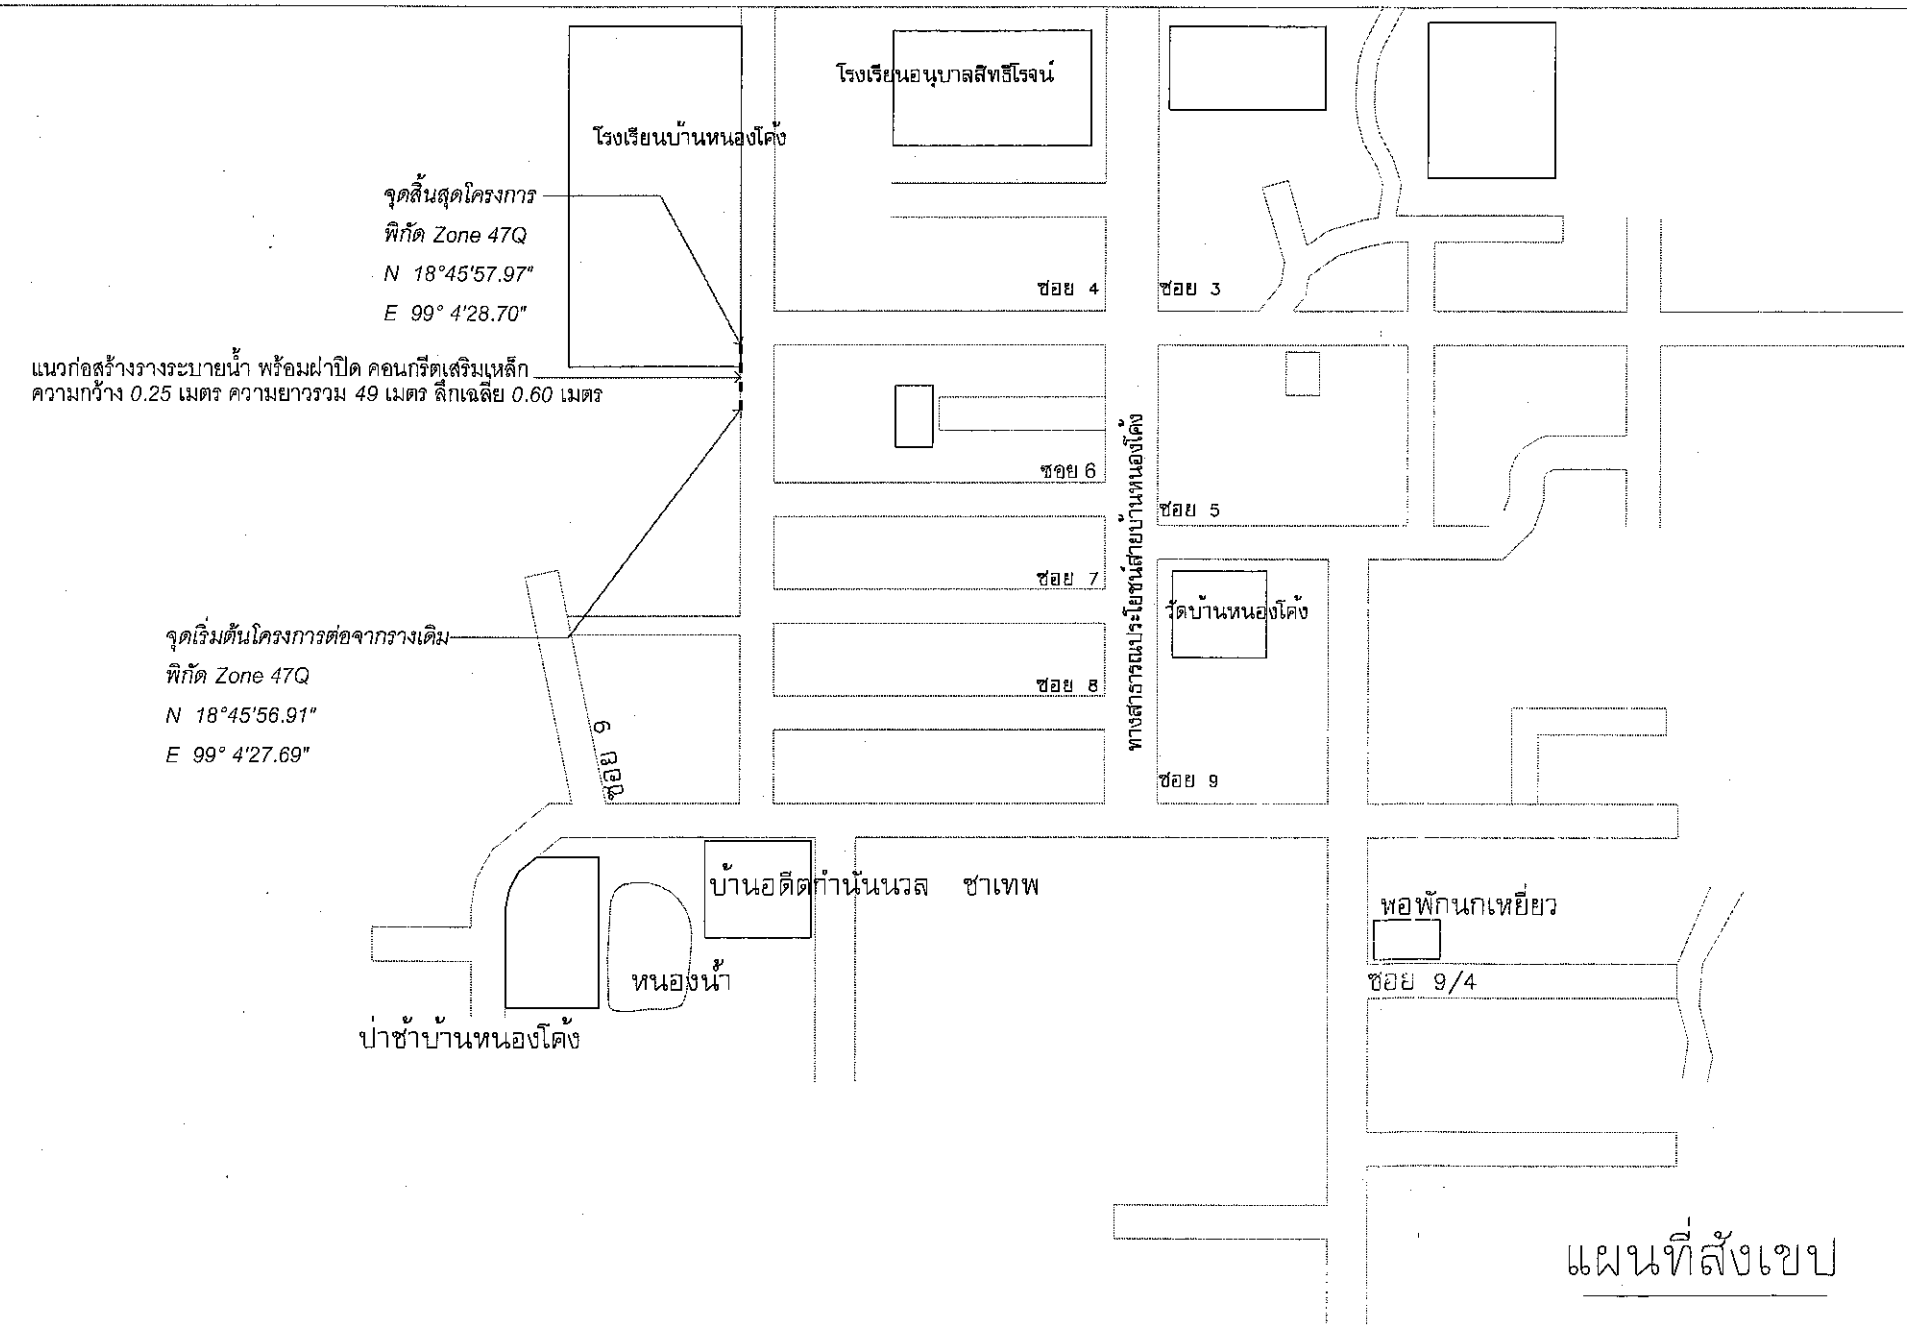 โรงเรียนอนุบาลสิทธิโรจน์
โรงเรียนบ้านหนองโค้ง
จุดสิ้นสุดโครงการ
พิกัด Zone 47Q
N 18°45'57.97"
E 99° 4'28.70"
ซอย 4
ซอย 3
แนวก่อสร้างรางระบายน้ำ พร้อมฝาปิด คอนกรีตเสริมเหล็ก
ความกว้าง 0.25 เมตร ความยาวรวม 49 เมตร ลึกเฉลี่ย 0.60 เมตร
ซอย 6
ซอย 5
ทางสาธารณประโยชน์สายบ้านหนองโค้ง
ซอย 7
วัดบ้านหนองโค้ง
จุดเริ่มต้นโครงการต่อจากรางเดิม
พิกัด Zone 47Q
N 18°45'56.91"
E 99° 4'27.69"
ซอย 8
ซอย 9
ซอย 9
บ้านอดีตกำนันนวล ชาเทพ
หอพักนกเหยี่ยว
หนองน้ำ
ซอย 9/4
ป่าช้าบ้านหนองโค้ง
แผนที่สังเขป